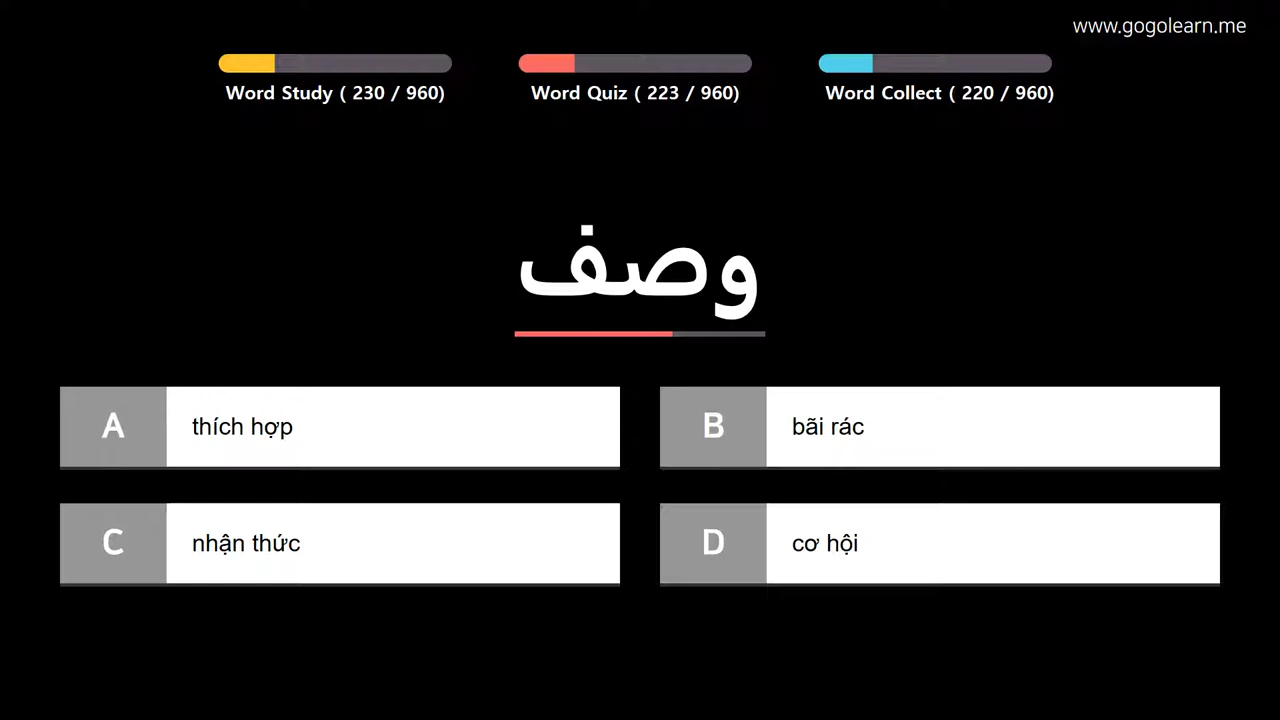 www.gogolearn.me
Word Study ( 230 / 960)
Word Quiz ( 223 / 960)
Word Collect ( 220 / 960)
وصف
A
thích hợp
B
bãi rác
C
nhận thức
D
cơ hội